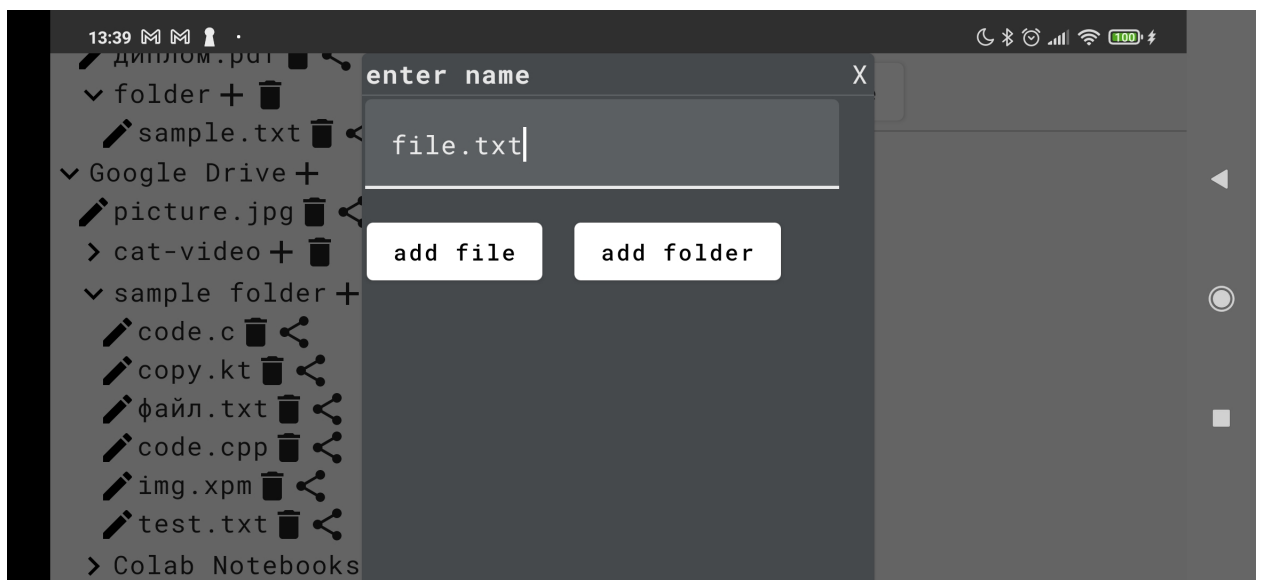 13:39
100
диплом.pdf
folder
sample.txt
Google Drive
picture.jpg
cat-video
sample folder
code.c
copy.kt
файл.txt
code.cpp
img.xpm
test.txt
Colab Notebooks
enter name X
file.txt
add file add folder